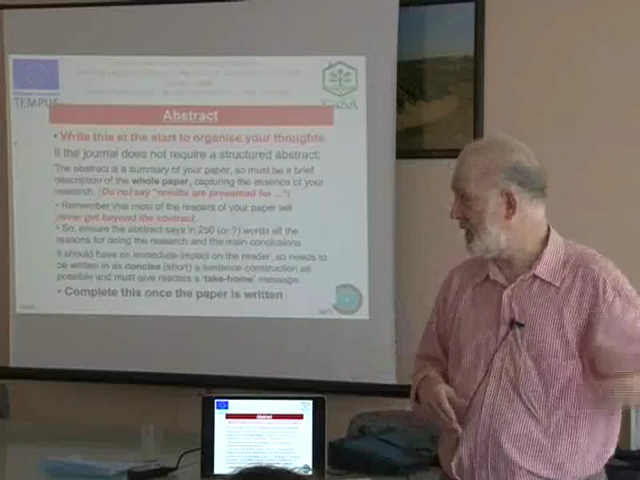 TEMPUS
Abstract
• Write this at the start to organise your thoughts
If the journal does not require a structured abstract:
The abstract is a summary of your paper, so must be a brief
description of the whole paper, capturing the essence of your
research. (Do not say "results are presented for ...")
• Remember that most of the readers of your paper will
never get beyond the abstract.
• So, ensure the abstract says in 250 (or ?) words all the
reasons for doing the research and the main conclusions.
It should have an immediate impact on the reader, so needs to
be written in as concise (short) a sentence construction as
possible and must give readers a 'take-home' message.
• Complete this once the paper is written
Abstract